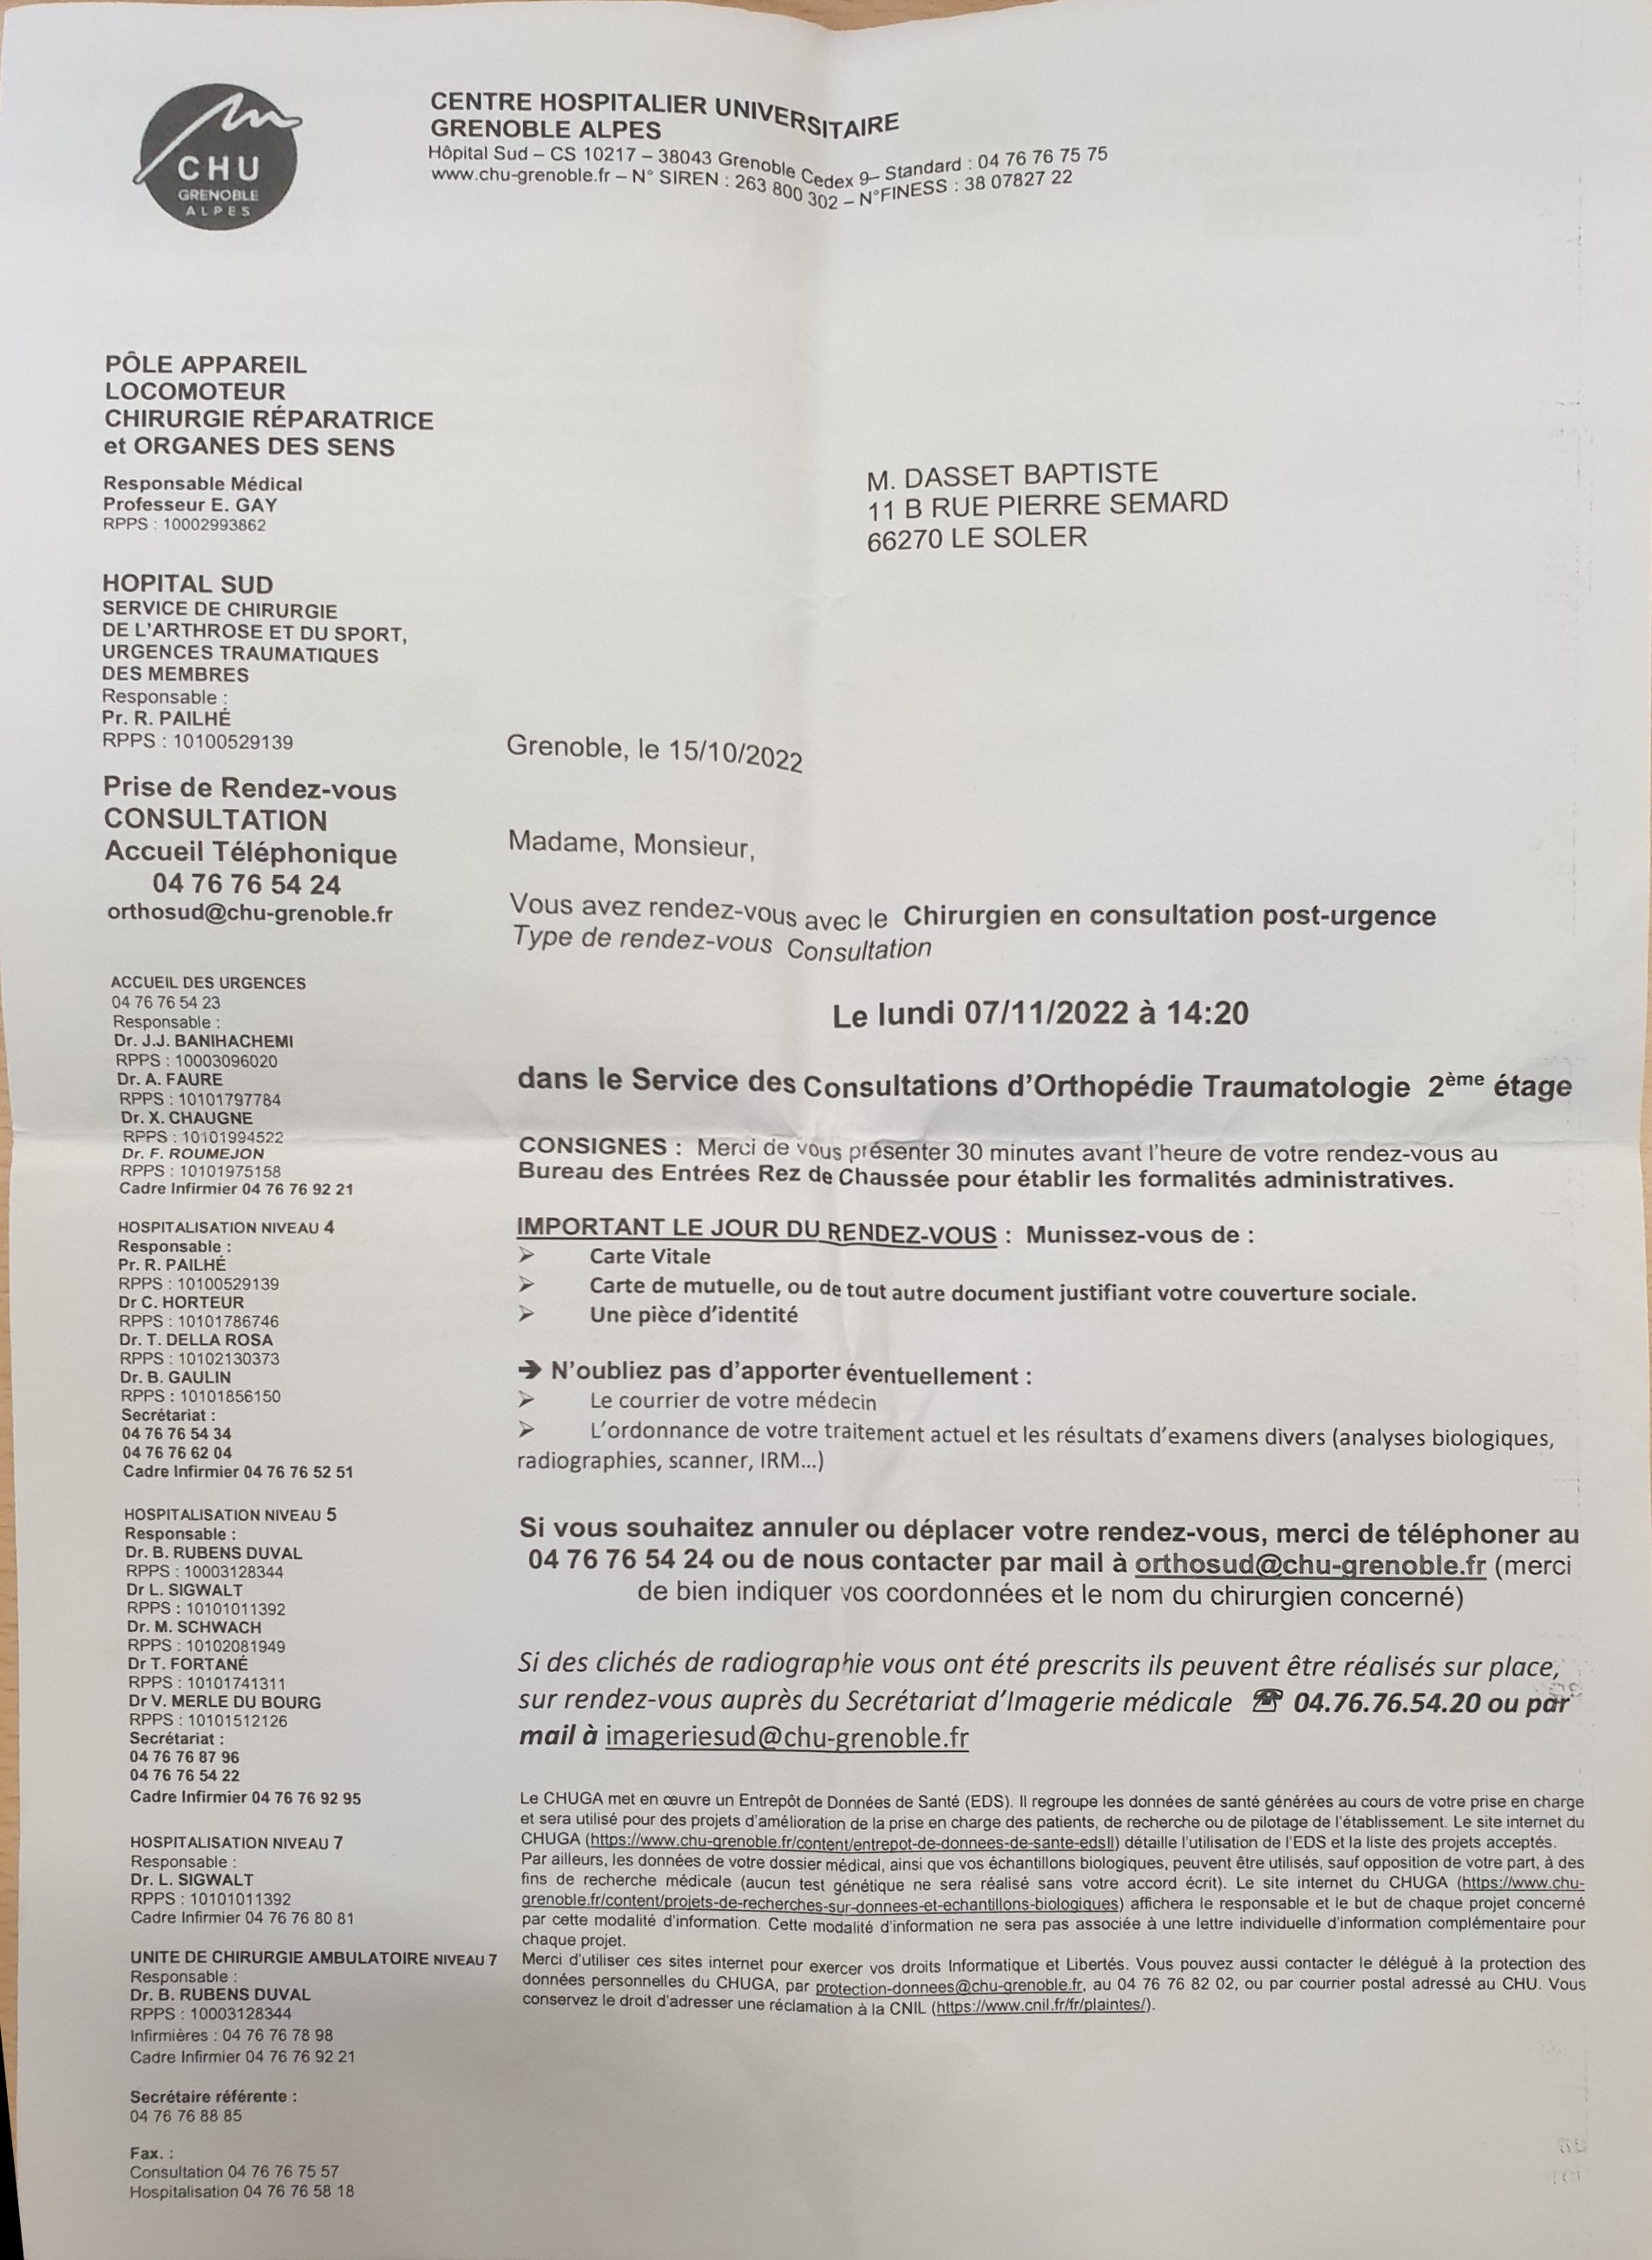 CHU
GRENOBLE
ALPES
CENTRE HOSPITALIER UNIVERSITAIRE
GRENOBLE ALPES
Hôpital Sud – CS 10217 – 38043 Grenoble Cedex 9– Standard : 04 76 76 75 75
www.chu-grenoble.fr – N° SIREN : 263 800 302 – N°FINESS : 38 07827 22
PÔLE APPAREIL
LOCOMOTEUR
CHIRURGIE RÉPARATRICE
et ORGANES DES SENS
Responsable Médical
Professeur E. GAY
RPPS : 10002993862
HOPITAL SUD
SERVICE DE CHIRURGIE
DE L'ARTHROSE ET DU SPORT,
URGENCES TRAUMATIQUES
DES MEMBRES
Responsable :
Pr. R. PAILHÉ
RPPS : 10100529139
Prise de Rendez-vous
CONSULTATION
Accueil Téléphonique
04 76 76 54 24
orthosud@chu-grenoble.fr
ACCUEIL DES URGENCES
04 76 76 54 23
Responsable :
Dr. J.J. BANIHACHEMI
RPPS : 10003096020
Dr. A. FAURE
RPPS : 10101797784
Dr. X. CHAUGNE
RPPS : 10101994522
Dr. F. ROUMEJON
RPPS : 10101975158
Cadre Infirmier 04 76 76 92 21
HOSPITALISATION NIVEAU 4
Responsable :
Pr. R. PAILHÉ
RPPS : 10100529139
Dr C. HORTEUR
RPPS : 10101786746
Dr. T. DELLA ROSA
RPPS : 10102130373
Dr. B. GAULIN
RPPS : 10101856150
Secrétariat :
04 76 76 54 34
04 76 76 62 04
Cadre Infirmier 04 76 76 52 51
HOSPITALISATION NIVEAU 5
Responsable :
Dr. B. RUBENS DUVAL
RPPS : 10003128344
Dr L. SIGWALT
RPPS : 10101011392
Dr. M. SCHWACH
RPPS : 10102081949
Dr T. FORTANÉ
RPPS : 10101741311
Dr V. MERLE DU BOURG
RPPS : 10101512126
Secrétariat :
04 76 76 87 96
04 76 76 54 22
Cadre Infirmier 04 76 76 92 95
HOSPITALISATION NIVEAU 7
Responsable :
Dr. L. SIGWALT
RPPS : 10101011392
Cadre Infirmier 04 76 76 80 81
UNITE DE CHIRURGIE AMBULATOIRE NIVEAU 7
Responsable :
Dr. B. RUBENS DUVAL
RPPS : 10003128344
Infirmières : 04 76 76 78 98
Cadre Infirmier 04 76 76 92 21
Secrétaire référente :
04 76 76 88 85
Fax. :
Consultation 04 76 76 75 57
Hospitalisation 04 76 76 58 18
M. DASSET BAPTISTE
11 B RUE PIERRE SEMARD
66270 LE SOLER
Grenoble, le 15/10/2022
Madame, Monsieur,
Vous avez rendez-vous avec le Chirurgien en consultation post-urgence
Type de rendez-vous Consultation
Le lundi 07/11/2022 à 14:20
dans le Service des Consultations d'Orthopédie Traumatologie 2ème étage
CONSIGNES : Merci de vous présenter 30 minutes avant l'heure de votre rendez-vous au
Bureau des Entrées Rez de Chaussée pour établir les formalités administratives.
IMPORTANT LE JOUR DU RENDEZ-VOUS : Munissez-vous de :
➢ Carte Vitale
➢ Carte de mutuelle, ou de tout autre document justifiant votre couverture sociale.
➢ Une pièce d'identité
➔ N'oubliez pas d'apporter éventuellement :
➢ Le courrier de votre médecin
➢ L'ordonnance de votre traitement actuel et les résultats d'examens divers (analyses biologiques,
radiographies, scanner, IRM...)
Si vous souhaitez annuler ou déplacer votre rendez-vous, merci de téléphoner au
04 76 76 54 24 ou de nous contacter par mail à orthosud@chu-grenoble.fr (merci
de bien indiquer vos coordonnées et le nom du chirurgien concerné)
Si des clichés de radiographie vous ont été prescrits ils peuvent être réalisés sur place,
sur rendez-vous auprès du Secrétariat d'Imagerie médicale ☎ 04.76.76.54.20 ou par
mail à imageriesud@chu-grenoble.fr
Le CHUGA met en œuvre un Entrepôt de Données de Santé (EDS). Il regroupe les données de santé générées au cours de votre prise en charge
et sera utilisé pour des projets d'amélioration de la prise en charge des patients, de recherche ou de pilotage de l'établissement. Le site internet du
CHUGA (https://www.chu-grenoble.fr/content/entrepot-de-donnees-de-sante-edsll) détaille l'utilisation de l'EDS et la liste des projets acceptés.
Par ailleurs, les données de votre dossier médical, ainsi que vos échantillons biologiques, peuvent être utilisés, sauf opposition de votre part, à des
fins de recherche médicale (aucun test génétique ne sera réalisé sans votre accord écrit). Le site internet du CHUGA (https://www.chu-
grenoble.fr/content/projets-de-recherches-sur-donnees-et-echantillons-biologiques) affichera le responsable et le but de chaque projet concerné
par cette modalité d'information. Cette modalité d'information ne sera pas associée à une lettre individuelle d'information complémentaire pour
chaque projet.
Merci d'utiliser ces sites internet pour exercer vos droits Informatique et Libertés. Vous pouvez aussi contacter le délégué à la protection des
données personnelles du CHUGA, par protection-donnees@chu-grenoble.fr, au 04 76 76 82 02, ou par courrier postal adressé au CHU. Vous
conservez le droit d'adresser une réclamation à la CNIL (https://www.cnil.fr/fr/plaintes/).